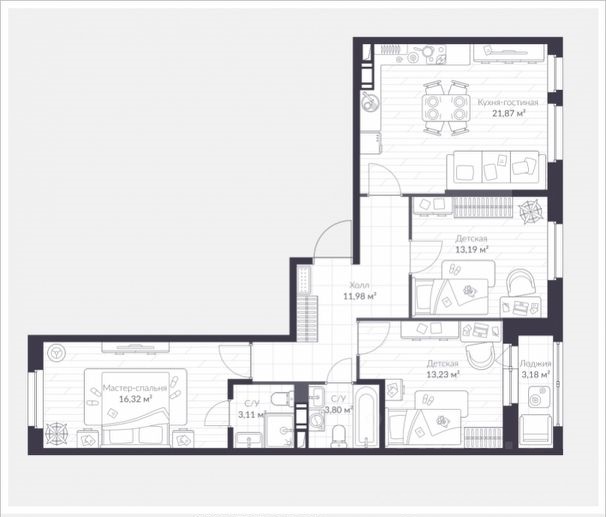 Кухня-гостиная
21,87 м²
Детская
13,19 м²
Холл
11,98 м²
Детская
13,23 м²
Лоджия
3,18 м²
Мастер-спальня
16,32 м²
С/У
3,11 м²
С/У
3,80 м²